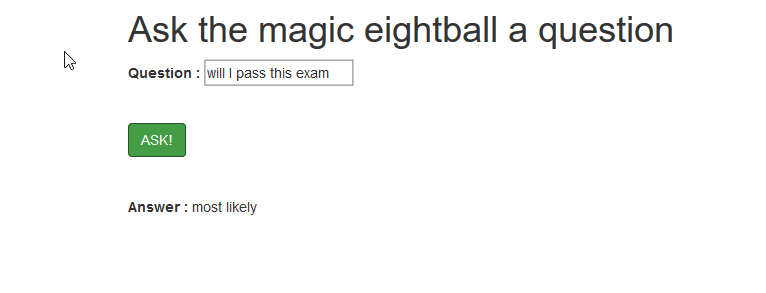 Ask the magic eightball a question
Question : will I pass this exam
ASK!
Answer : most likely